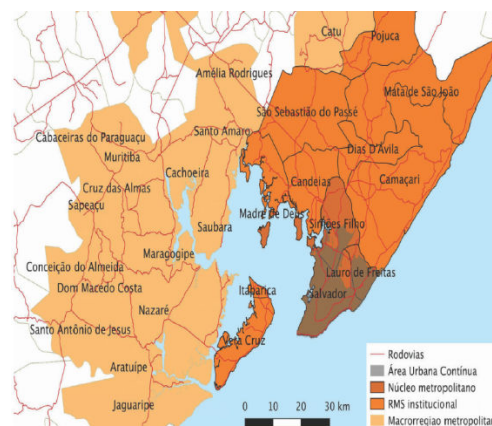 Catu
Pojuca
Amélia Rodrigues
Mata de São João
São Sebastião do Passé
Santo Amaro
Cabaceiras do Paraguaçu
Dias D'Ávila
Muritiba
Cachoeira
Candeias
Camaçari
Cruz das Almas
Sapeaçu
Madre de Deus
Saubara
Simões Filho
Maragogipe
Conceição do Almeida
Lauro de Freitas
Dom Macedo Costa
Itaparica
Salvador
Nazaré
Santo Antônio de Jesus
Vera Cruz
Aratuípe
Jaguaripe
0 10 20 30 km
Rodovias
Área Urbana Contínua
Núcleo metropolitano
RMS institucional
Macrorregiao metropolita